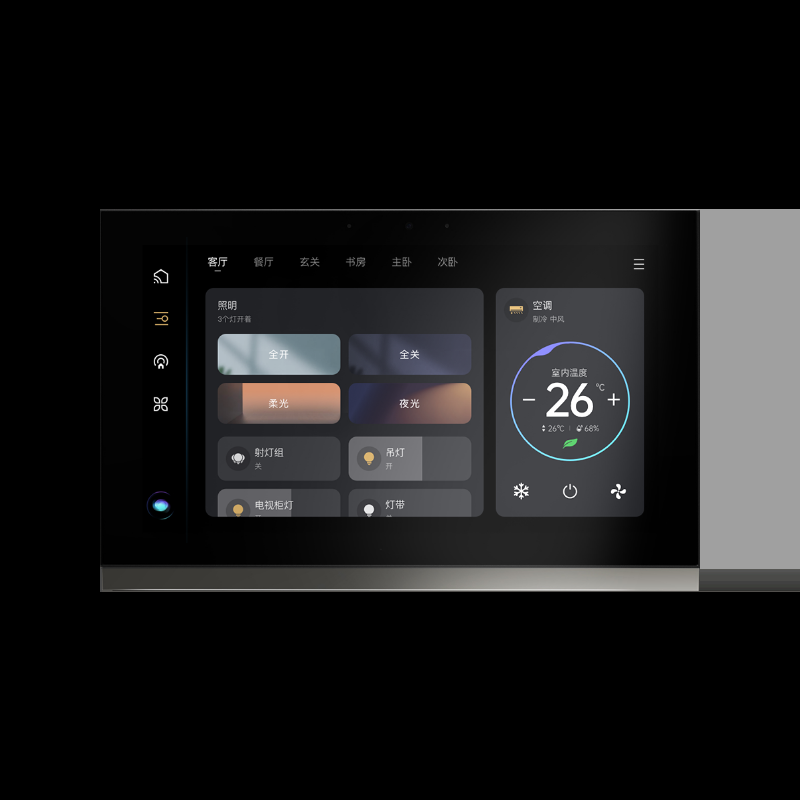 客厅 餐厅 玄关 书房 主卧 次卧
照明
3个灯开着
全开 全关
柔光 夜光
射灯组
关
吊灯
开
电视柜灯
灯带
空调
制冷 中风
室内温度
26 ℃
26℃ 68%